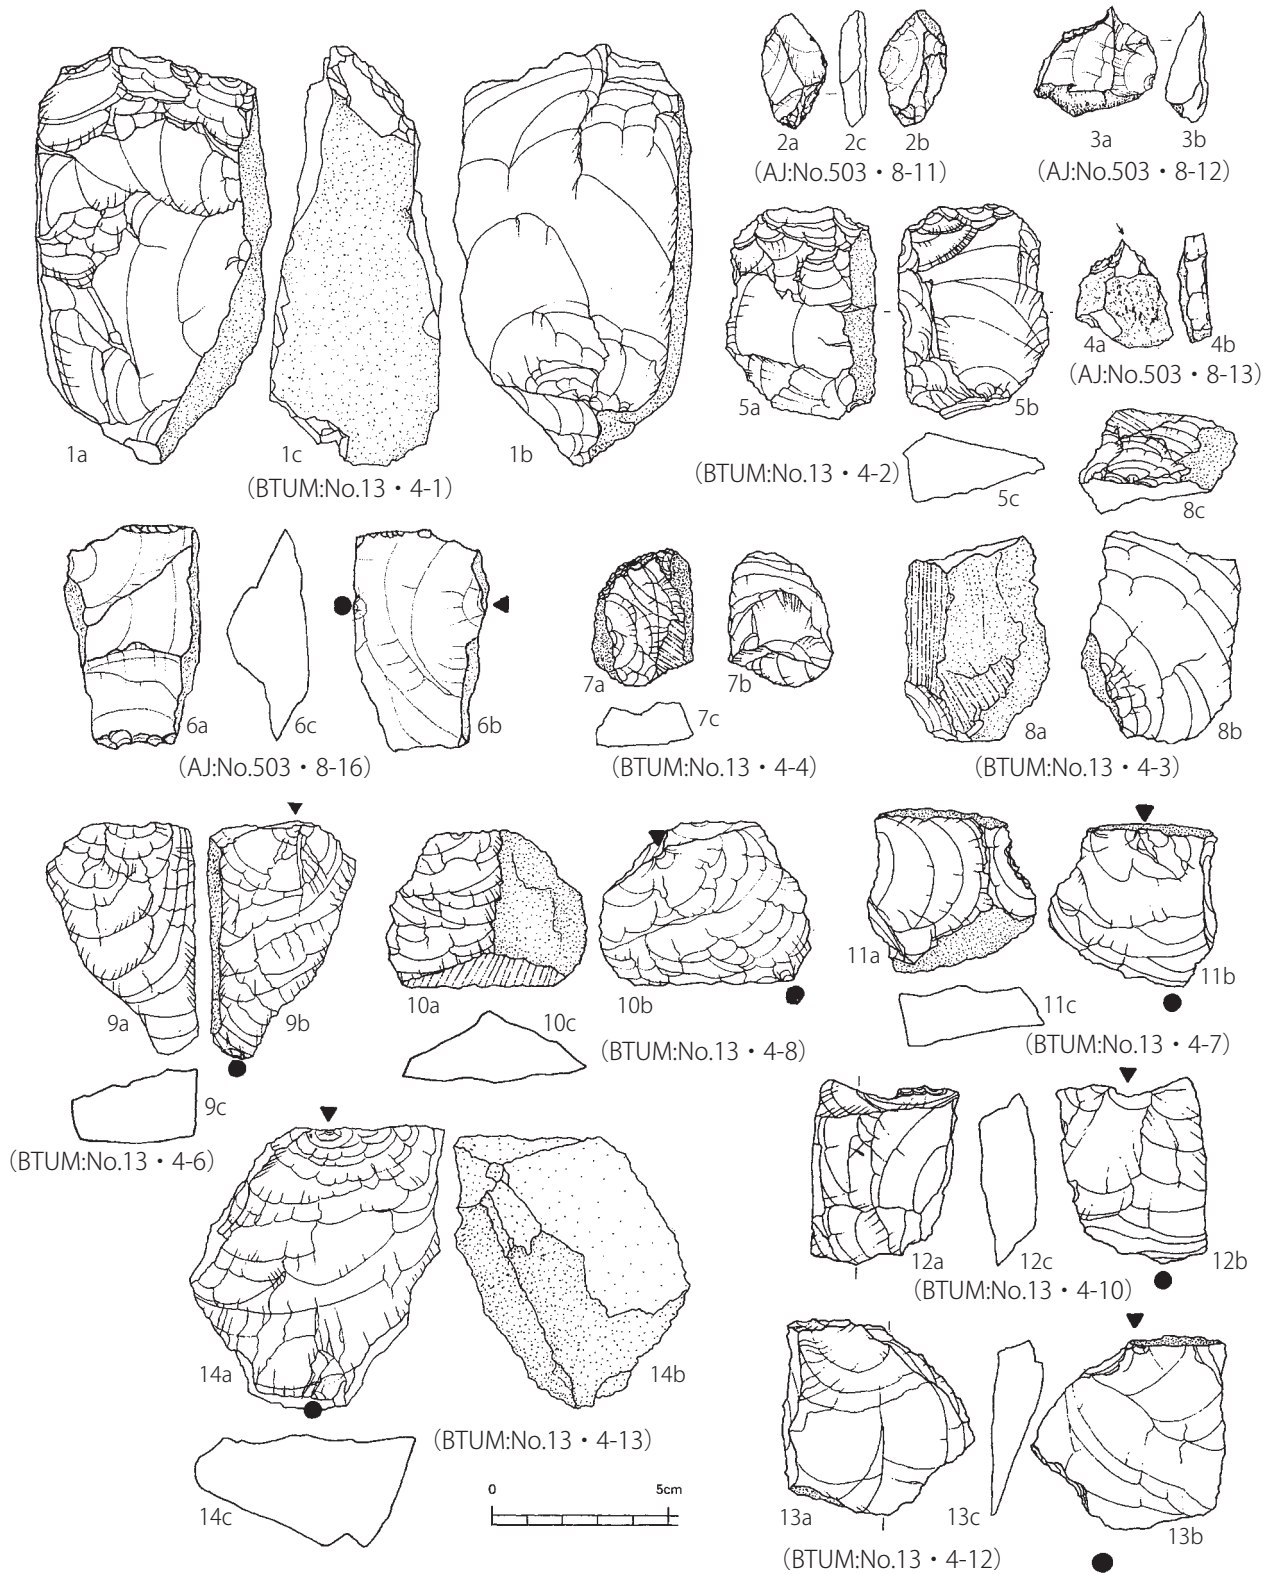 2a 2c 2b
(AJ:No.503・8-11)
3a 3b
(AJ:No.503・8-12)
1a 1c 1b
(BTUM:No.13・4-1)
5a 5b
(BTUM:No.13・4-2)
5c
4a 4b
(AJ:No.503・8-13)
8c
6a 6c 6b
(AJ:No.503・8-16)
7a 7b
7c
(BTUM:No.13・4-4)
8a 8b
(BTUM:No.13・4-3)
9a 9b
9c
(BTUM:No.13・4-6)
10a 10c 10b
(BTUM:No.13・4-8)
11a 11b
11c
(BTUM:No.13・4-7)
12a 12c 12b
(BTUM:No.13・4-10)
14a 14b
(BTUM:No.13・4-13)
14c
0 5cm
13a 13c 13b
(BTUM:No.13・4-12)